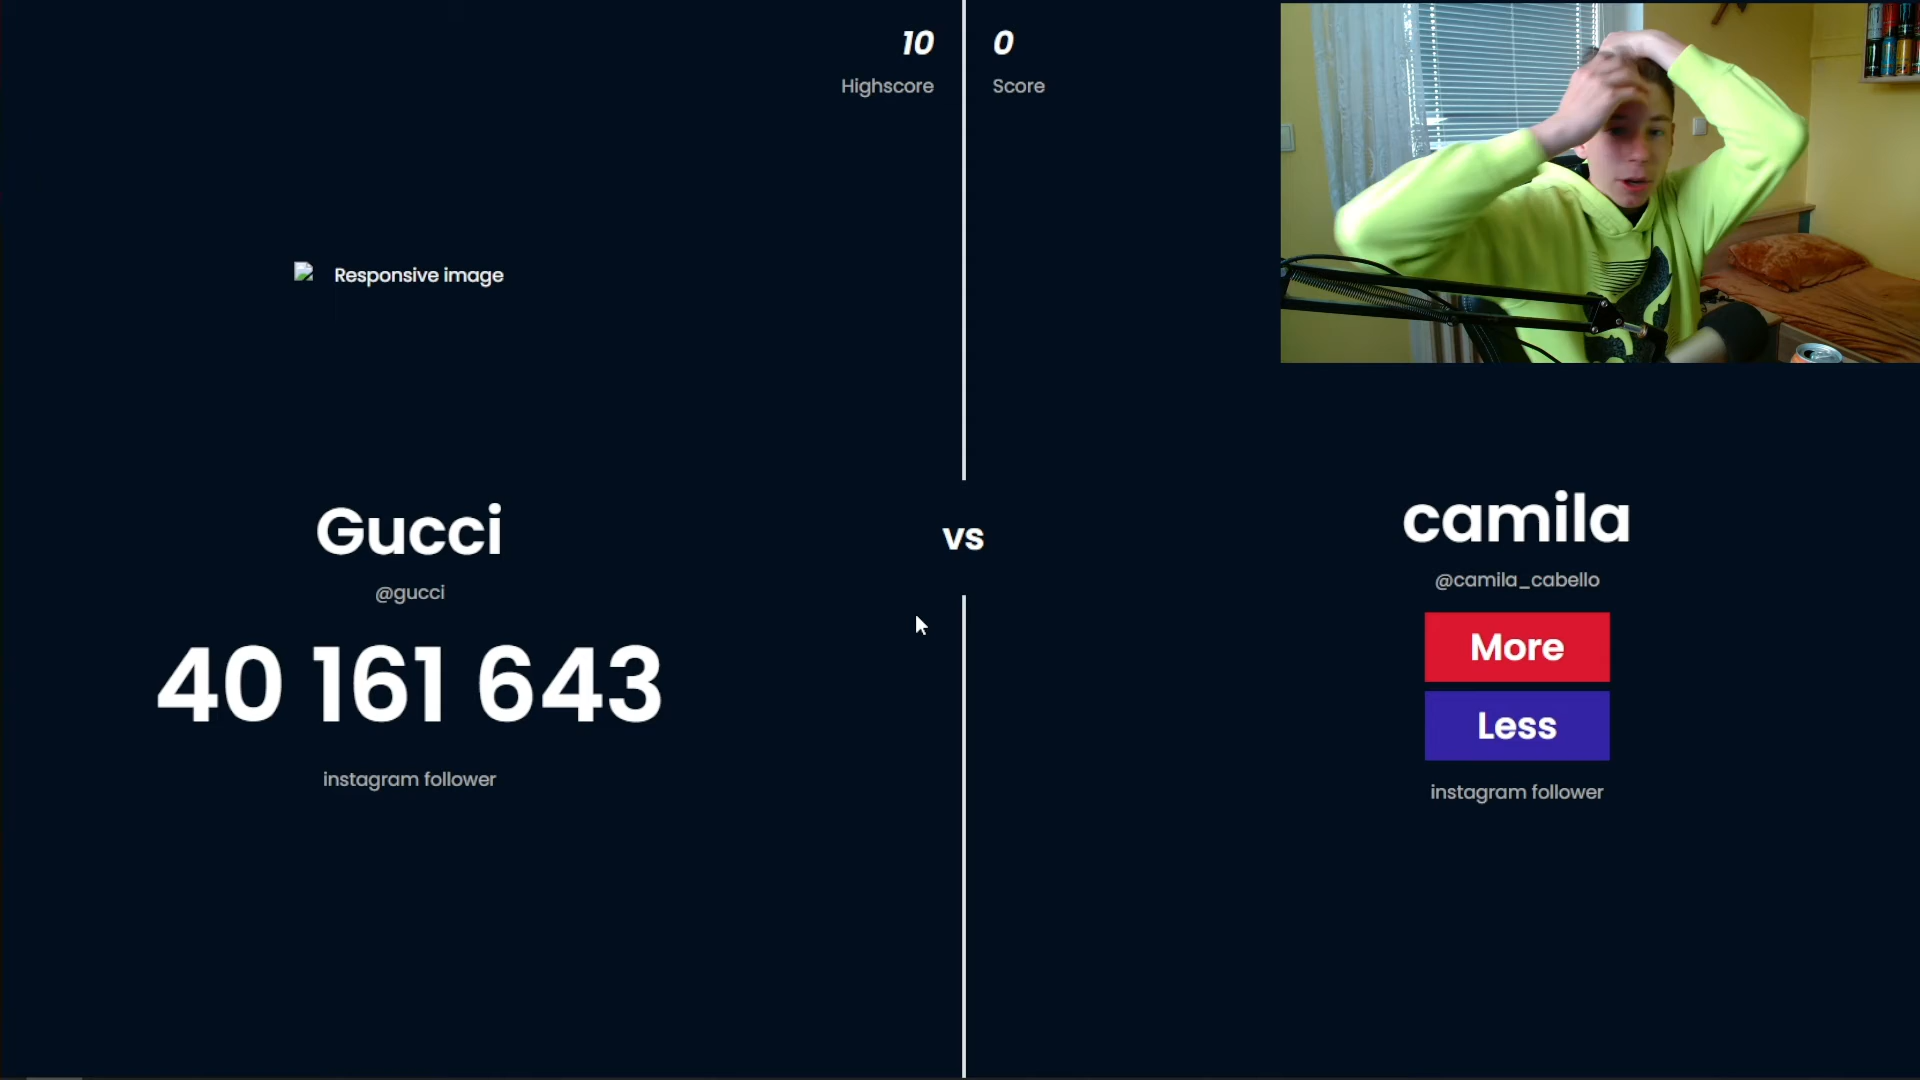 10
Highscore
0
Score
Responsive image
Gucci
@gucci
40 161 643
instagram follower
vs
camila
@camila_cabello
More
Less
instagram follower